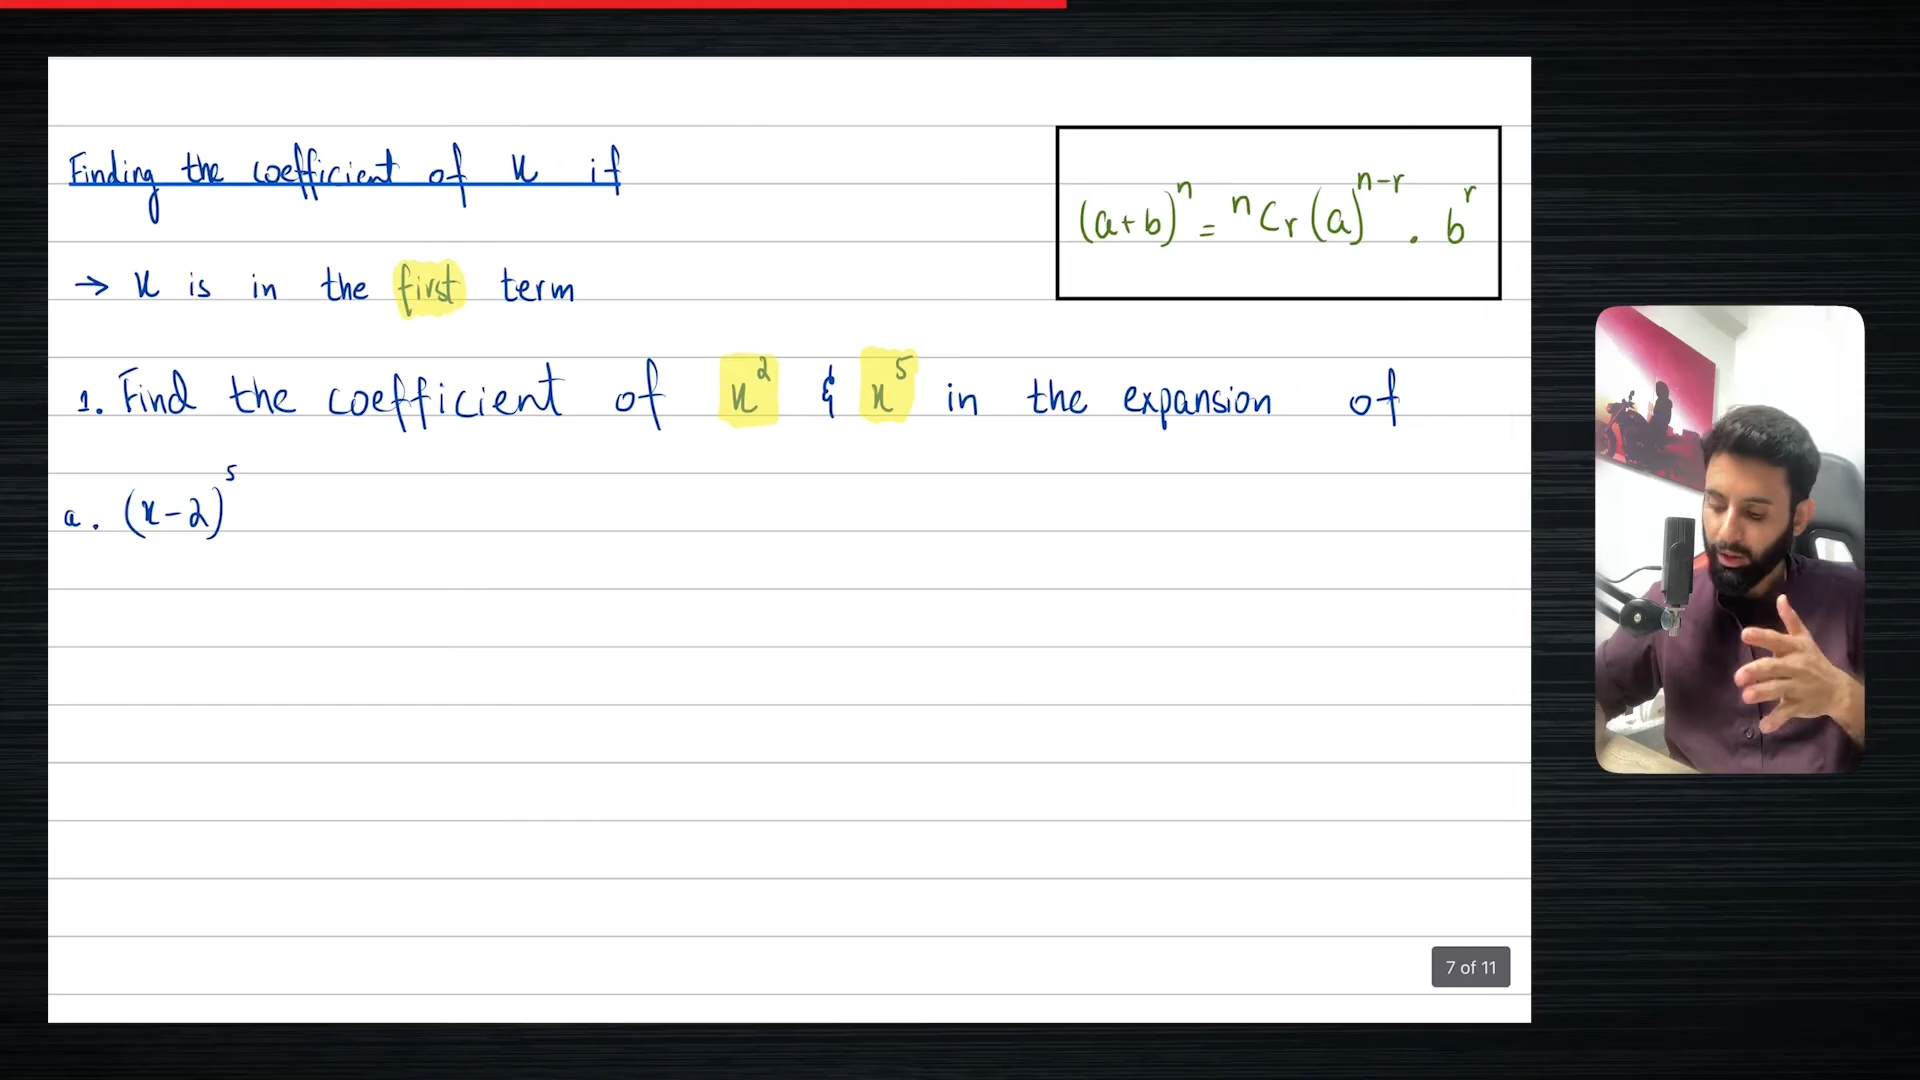 Finding the coefficient of x if
(a+b)ⁿ = ⁿCᵣ (a)ⁿ⁻ʳ . bʳ
→ x is in the first term
1. Find the coefficient of x² & x⁵ in the expansion of
a. (x-2)⁵
7 of 11